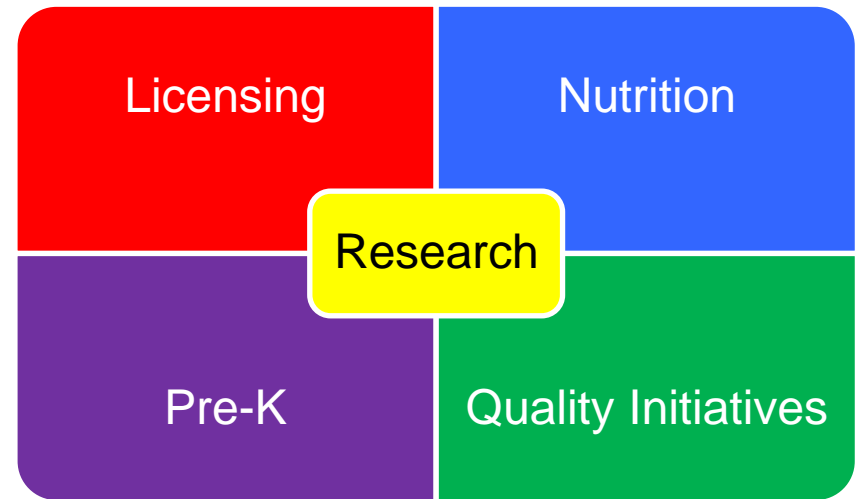 Licensing
Nutrition
Research
Pre-K
Quality Initiatives